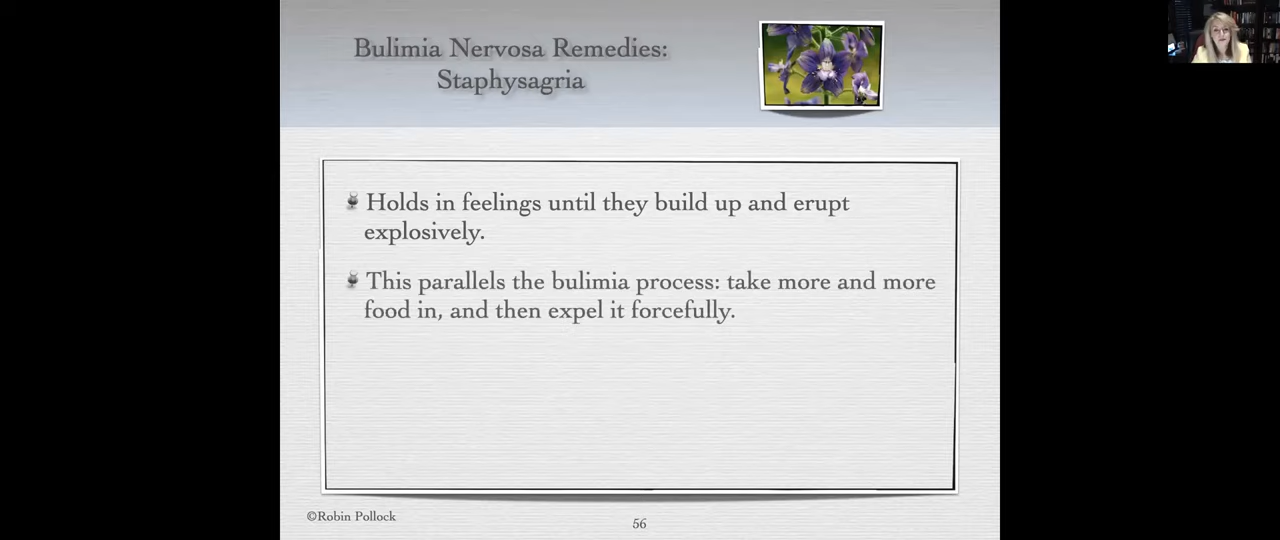 Bulimia Nervosa Remedies:
Staphysagria
Holds in feelings until they build up and erupt
explosively.
This parallels the bulimia process: take more and more
food in, and then expel it forcefully.
©Robin Pollock
56